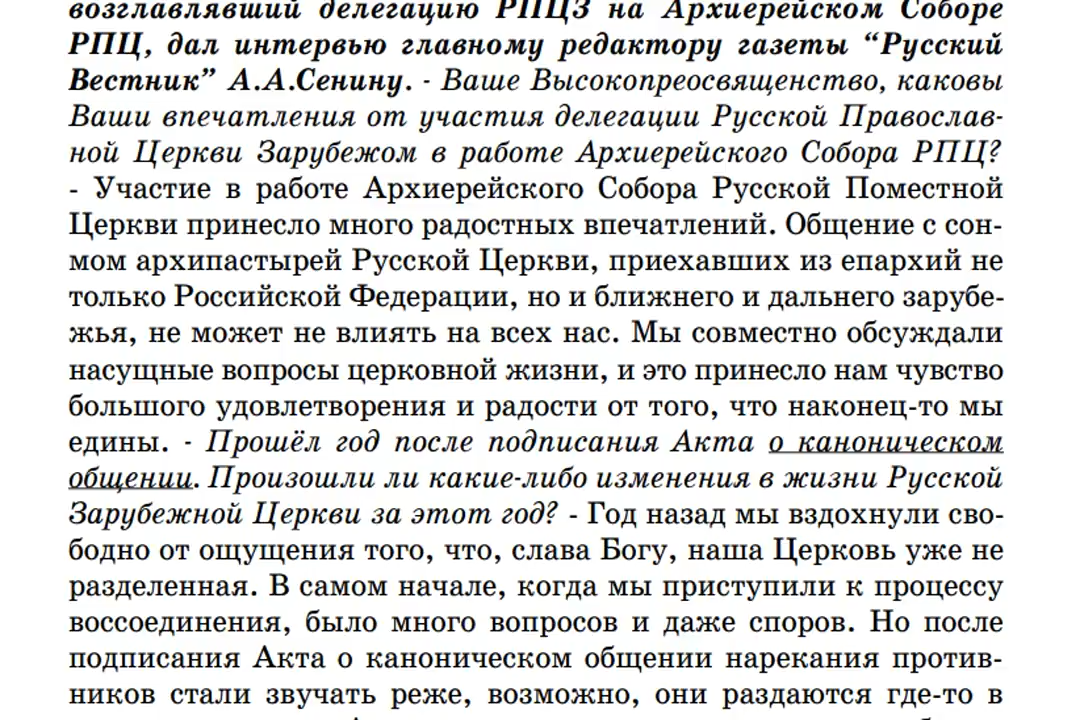 возглавлявший делегацию РПЦЗ на Архиерейском Соборе
РПЦ, дал интервью главному редактору газеты “Русский
Вестник” А.А.Сенину. - Ваше Высокопреосвященство, каковы
Ваши впечатления от участия делегации Русской Православ-
ной Церкви Зарубежом в работе Архиерейского Собора РПЦ?
- Участие в работе Архиерейского Собора Русской Поместной
Церкви принесло много радостных впечатлений. Общение с сон-
мом архипастырей Русской Церкви, приехавших из епархий не
только Российской Федерации, но и ближнего и дальнего зарубе-
жья, не может не влиять на всех нас. Мы совместно обсуждали
насущные вопросы церковной жизни, и это принесло нам чувство
большого удовлетворения и радости от того, что наконец-то мы
едины. - Прошёл год после подписания Акта о каноническом
общении. Произошли ли какие-либо изменения в жизни Русской
Зарубежной Церкви за этот год? - Год назад мы вздохнули сво-
бодно от ощущения того, что, слава Богу, наша Церковь уже не
разделенная. В самом начале, когда мы приступили к процессу
воссоединения, было много вопросов и даже споров. Но после
подписания Акта о каноническом общении нарекания против-
ников стали звучать реже, возможно, они раздаются где-то в